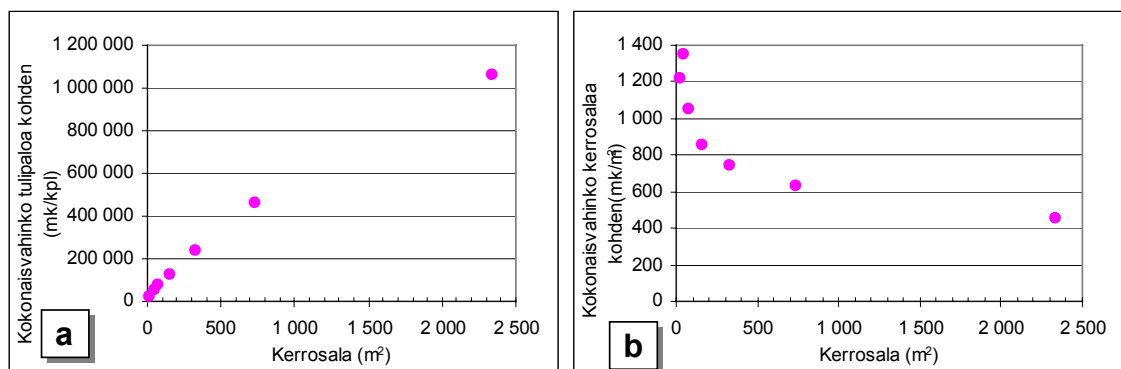 Kokonaisvahinko tulipaloa kohden
(mk/kpl)
1 200 000
1 000 000
800 000
600 000
400 000
200 000
0
0 500 1 000 1 500 2 000 2 500
Kerrosala (m²)
a
Kokonaisvahinko kerrosalaa
kohden(mk/m²)
1 400
1 200
1 000
800
600
400
200
0
0 500 1 000 1 500 2 000 2 500
Kerrosala (m²)
b